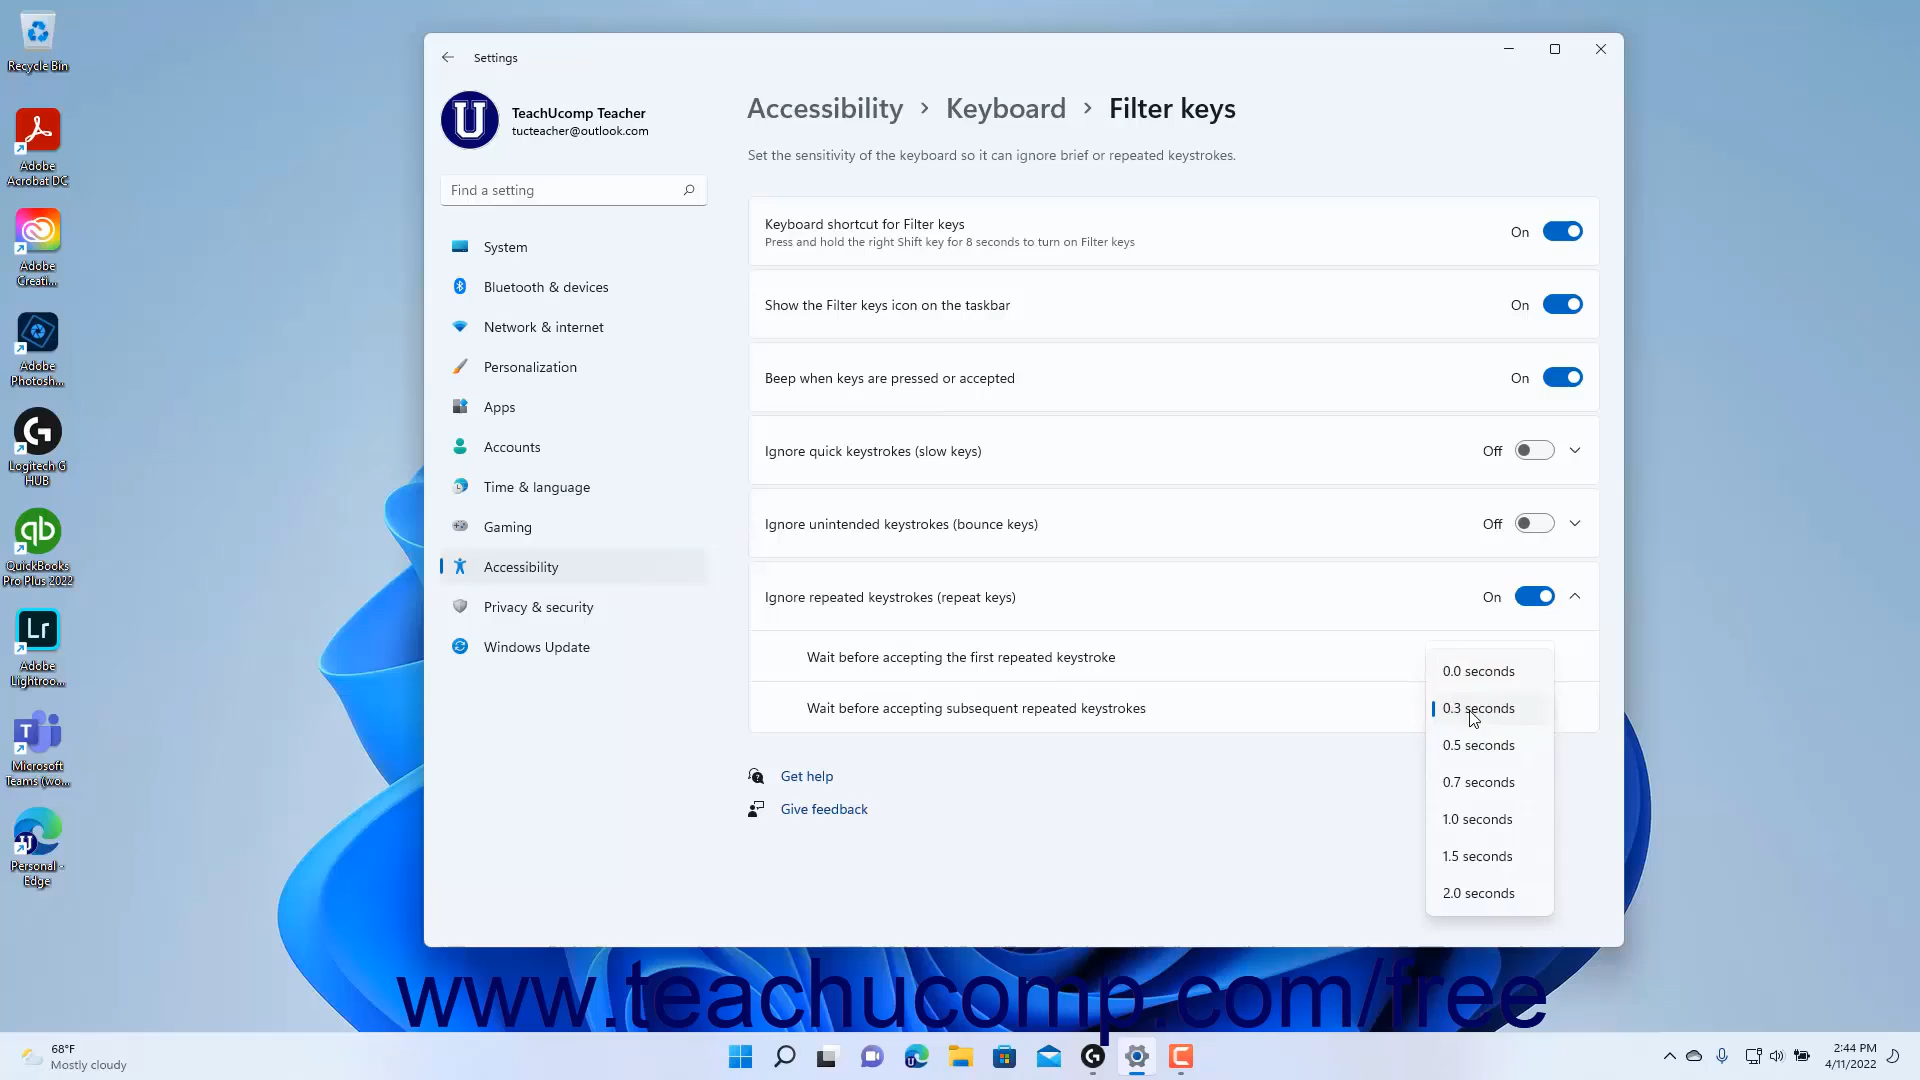 Recycle Bin
Adobe
Acrobat DC
Adobe
Creati...
Adobe
Photosh...
Logitech G
HUB
QuickBooks
Pro Plus 2022
Lr
Adobe
Lightroo...
Microsoft
Teams (wo...
Personal -
Edge
Settings
TeachUcomp Teacher
tucteacher@outlook.com
Find a setting
System
Bluetooth & devices
Network & internet
Personalization
Apps
Accounts
Time & language
Gaming
Accessibility
Privacy & security
Windows Update
Accessibility > Keyboard > Filter keys
Set the sensitivity of the keyboard so it can ignore brief or repeated keystrokes.
Keyboard shortcut for Filter keys
Press and hold the right Shift key for 8 seconds to turn on Filter keys
On
Show the Filter keys icon on the taskbar
On
Beep when keys are pressed or accepted
On
Ignore quick keystrokes (slow keys)
Off
Ignore unintended keystrokes (bounce keys)
Off
Ignore repeated keystrokes (repeat keys)
On
Wait before accepting the first repeated keystroke
Wait before accepting subsequent repeated keystrokes
0.0 seconds
0.3 seconds
0.5 seconds
0.7 seconds
1.0 seconds
1.5 seconds
2.0 seconds
Get help
Give feedback
www.teachucomp.com/free
68°F
Mostly cloudy
2:44 PM
4/11/2022